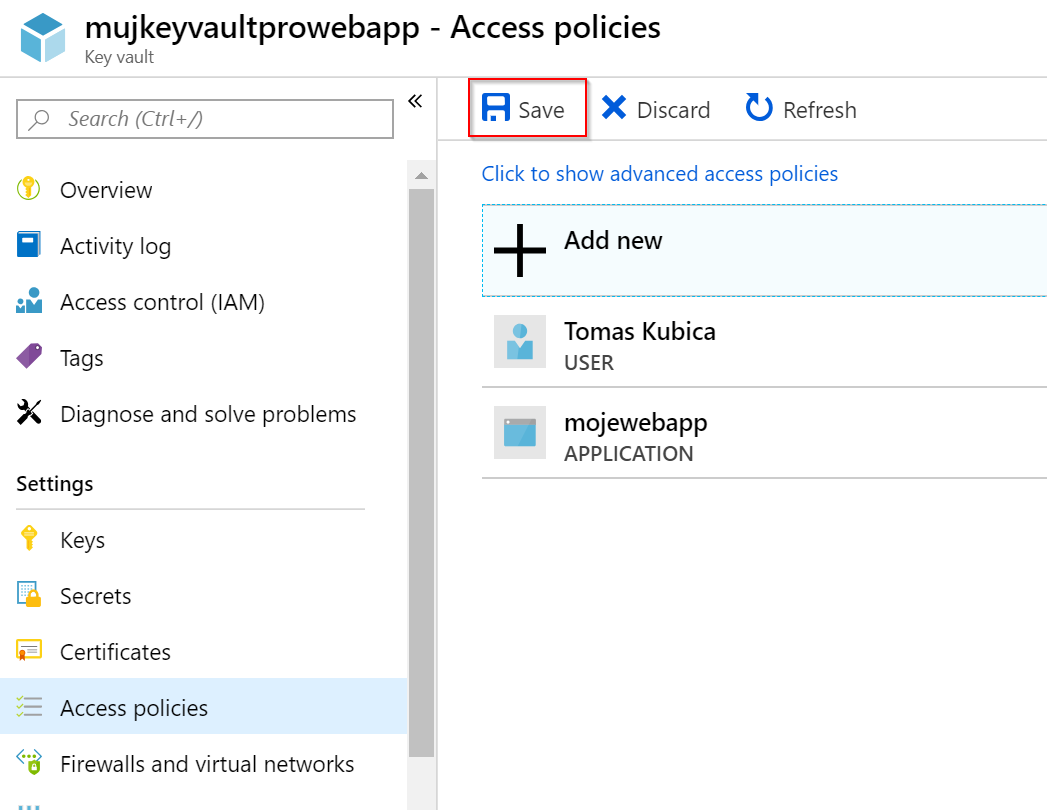 mujkeyvaultprowebapp - Access policies
Key vault
Search (Ctrl+/)
«
Overview
Activity log
Access control (IAM)
Tags
Diagnose and solve problems
Settings
Keys
Secrets
Certificates
Access policies
Firewalls and virtual networks
Save
Discard
Refresh
Click to show advanced access policies
Add new
Tomas Kubica
USER
mojewebapp
APPLICATION